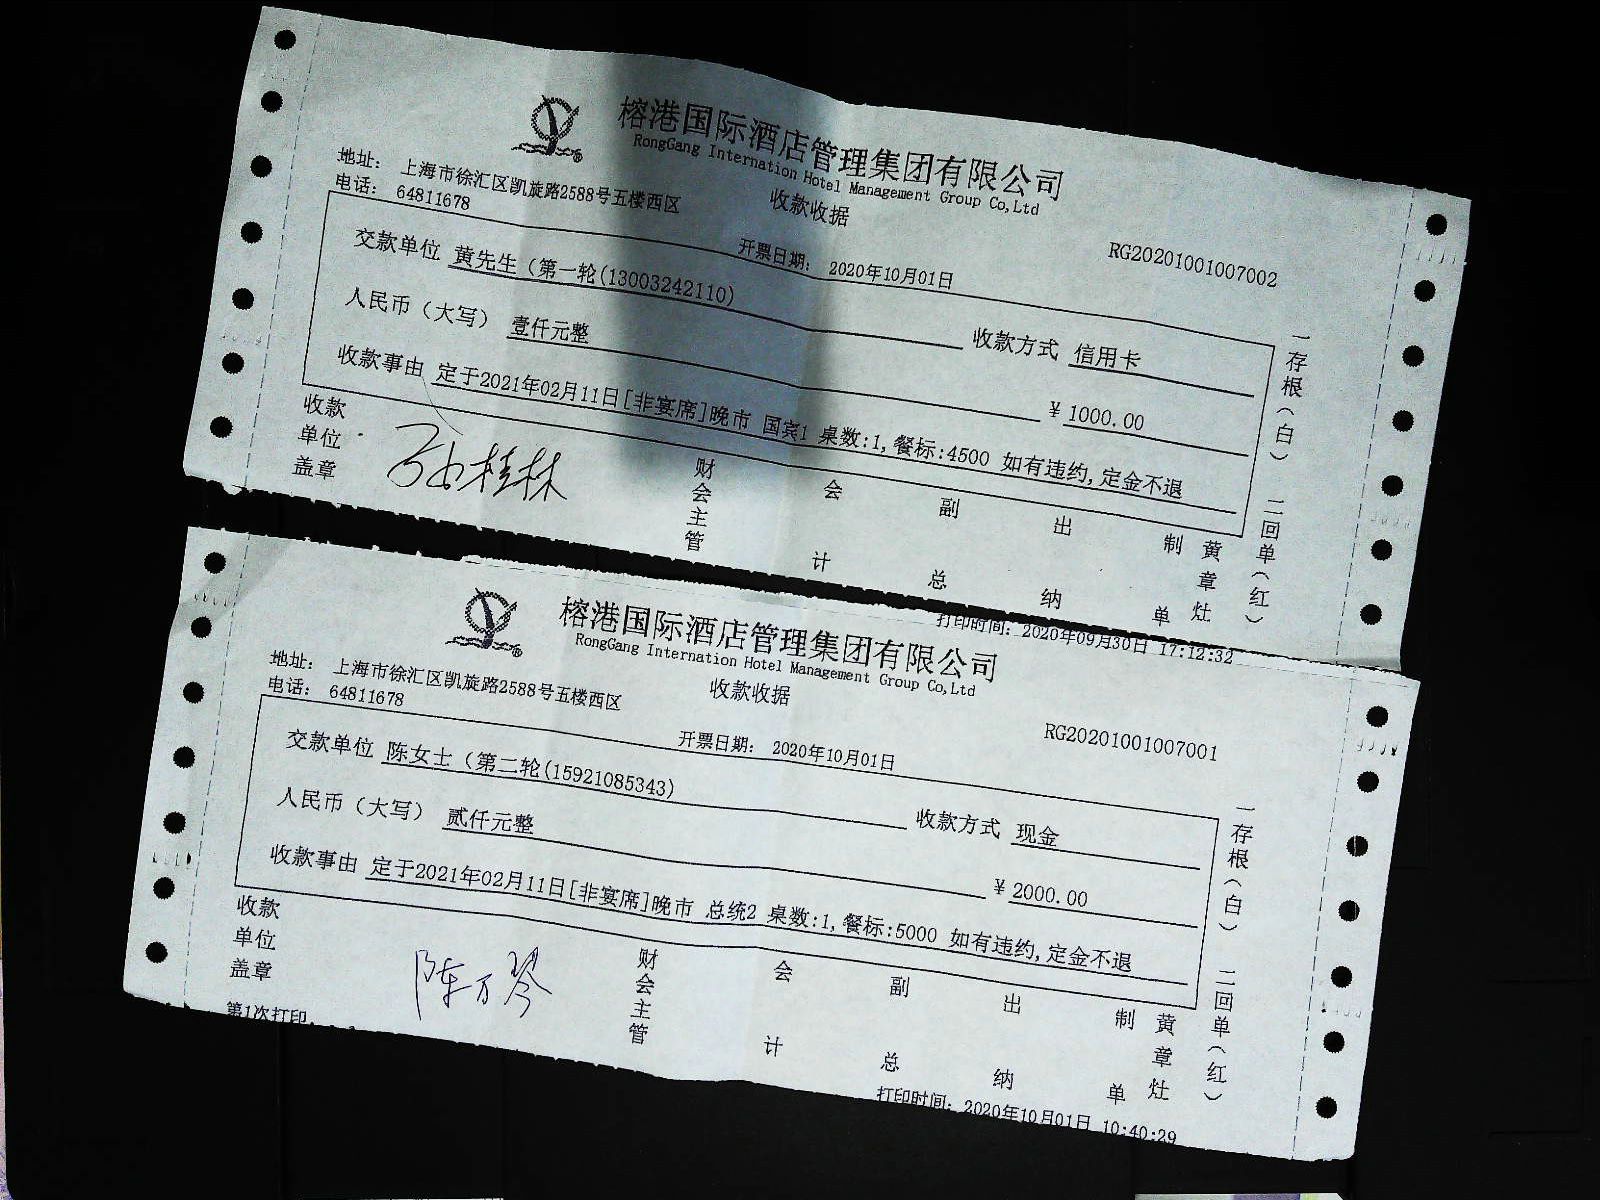 榕港国际酒店管理集团有限公司
RongGang Internation Hotel Management Group Co,Ltd
地址： 上海市徐汇区凯旋路2588号五楼西区
电话： 64811678
收款收据
开票日期： 2020年10月01日
RG20201001007002
交款单位 黄先生（第一轮(13003242110)
收款方式 信用卡
人民币（大写） 壹仟元整
¥ 1000.00
收款事由 定于2021年02月11日[非宴席]晚市 国宾1 桌数:1,餐标:4500 如有违约,定金不退
一存根（白） 二回单（红）
收款单位盖章
孙桂林
财会主管 会计 副总 出纳 制单 黄章灶
打印时间: 2020年09月30日 17:12:32
榕港国际酒店管理集团有限公司
RongGang Internation Hotel Management Group Co,Ltd
地址： 上海市徐汇区凯旋路2588号五楼西区
电话： 64811678
收款收据
开票日期： 2020年10月01日
RG20201001007001
交款单位 陈女士（第二轮(15921085343)
收款方式 现金
人民币（大写） 贰仟元整
¥ 2000.00
收款事由 定于2021年02月11日[非宴席]晚市 总统2 桌数:1,餐标:5000 如有违约,定金不退
一存根（白） 二回单（红）
收款单位盖章
陈万琴
财会主管 会计 副总 出纳 制单 黄章灶
第1次打印
打印时间: 2020年10月01日 10:40:29